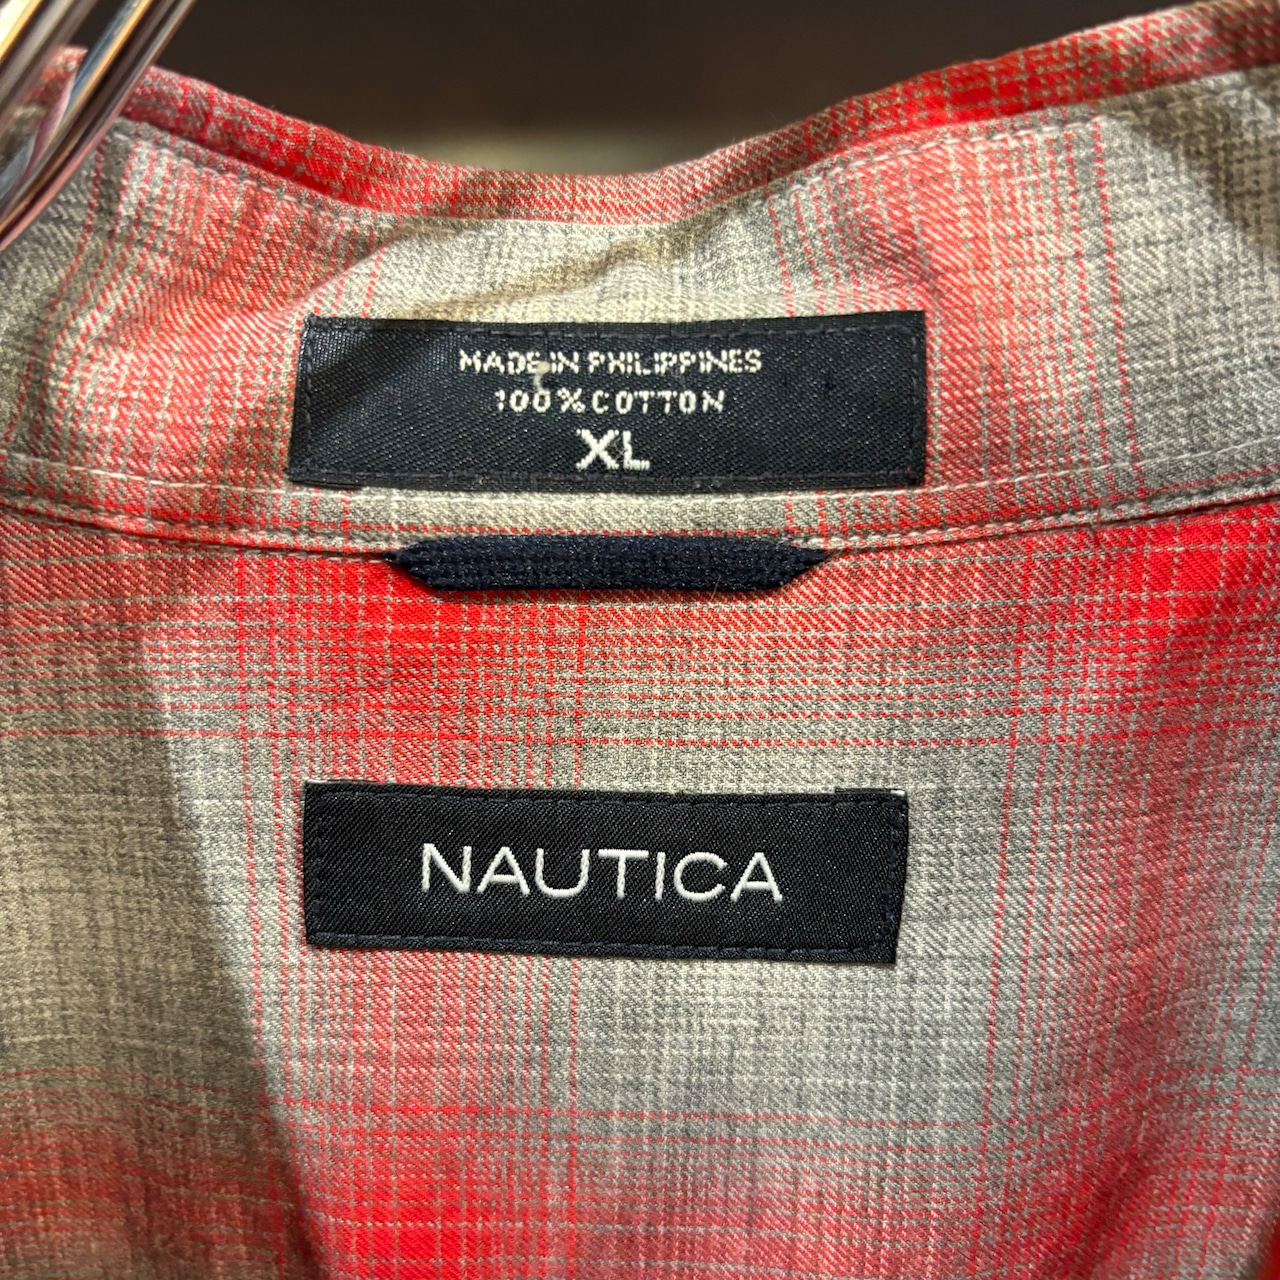 MADE IN PHILIPPINES
100% COTTON
XL
NAUTICA